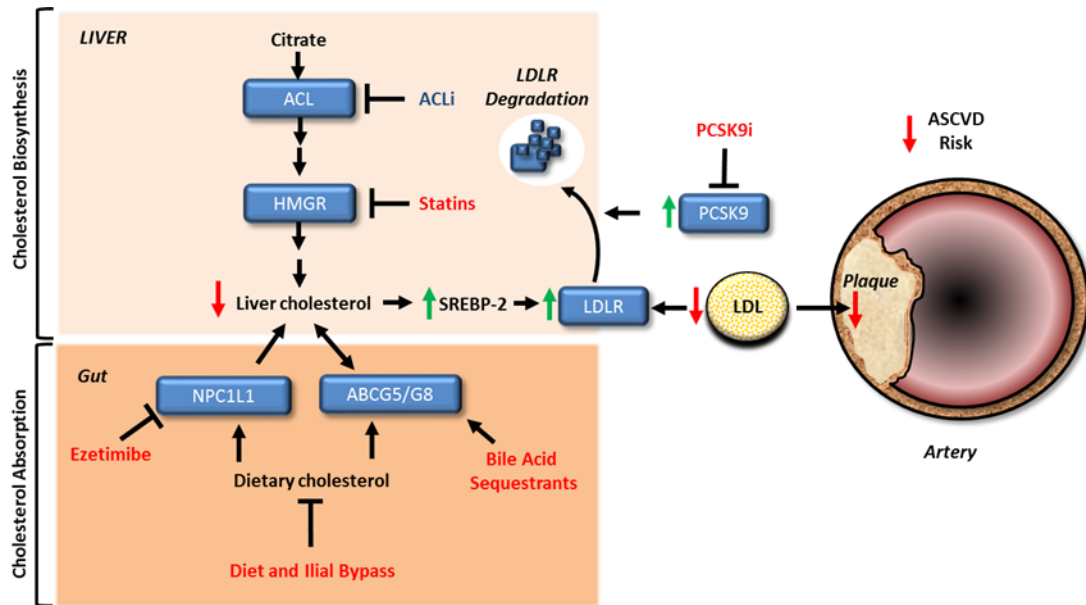 Cholesterol Biosynthesis
LIVER
Citrate
ACL
ACLi
LDLR
Degradation
PCSK9i
ASCVD
Risk
HMGR
Statins
PCSK9
Liver cholesterol
SREBP-2
LDLR
LDL
Plaque
Artery
Cholesterol Absorption
Gut
NPC1L1
ABCG5/G8
Ezetimibe
Dietary cholesterol
Bile Acid
Sequestrants
Diet and Ilial Bypass